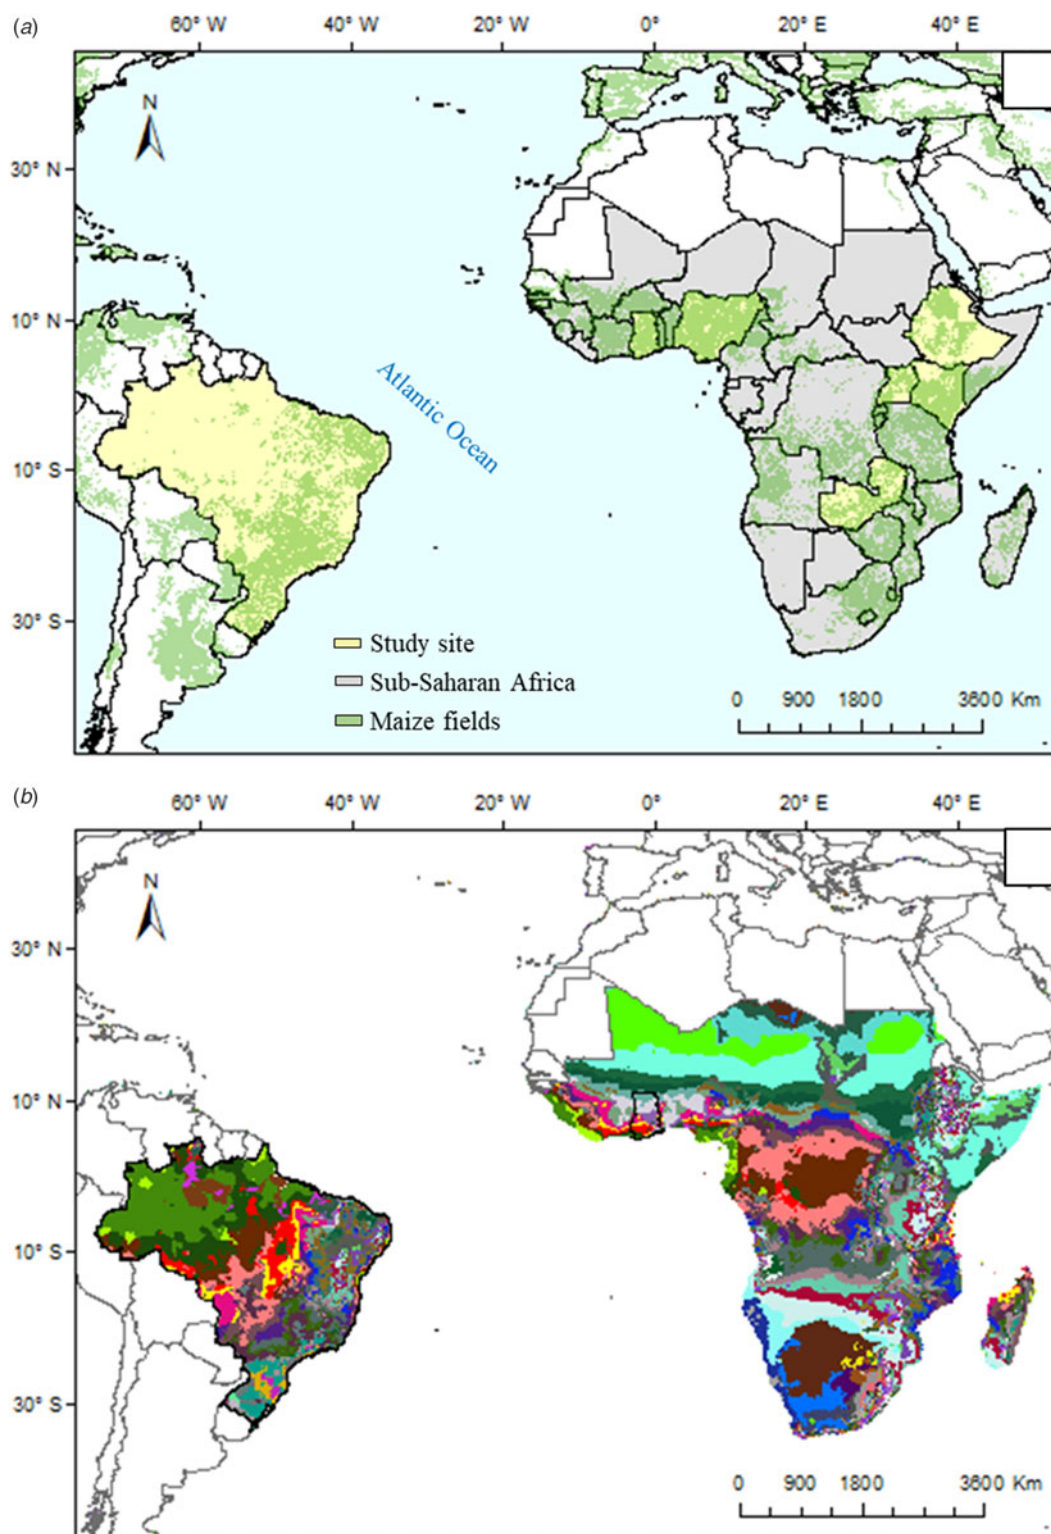 (a)
60° W 40° W 20° W 0° 20° E 40° E
N
30° N
10° N
Atlantic Ocean
10° S
30° S
Study site
Sub-Saharan Africa
Maize fields
0 900 1800 3600 Km
(b)
60° W 40° W 20° W 0° 20° E 40° E
N
30° N
10° N
10° S
30° S
0 900 1800 3600 Km